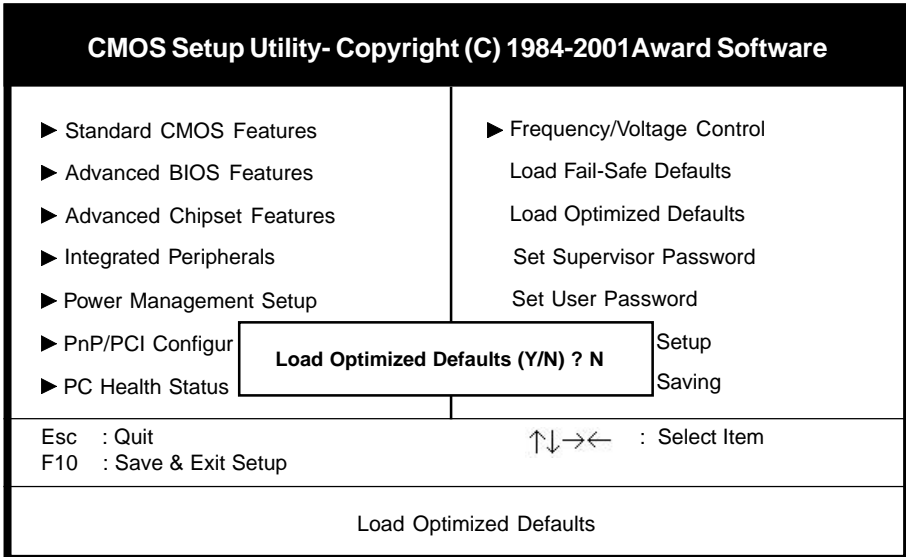 CMOS Setup Utility- Copyright (C) 1984-2001Award Software
▶ Standard CMOS Features
▶ Advanced BIOS Features
▶ Advanced Chipset Features
▶ Integrated Peripherals
▶ Power Management Setup
▶ PnP/PCI Configur
▶ PC Health Status
▶ Frequency/Voltage Control
Load Fail-Safe Defaults
Load Optimized Defaults
Set Supervisor Password
Set User Password
Setup
Saving
Load Optimized Defaults (Y/N) ? N
Esc : Quit
F10 : Save & Exit Setup
↑↓→← : Select Item
Load Optimized Defaults